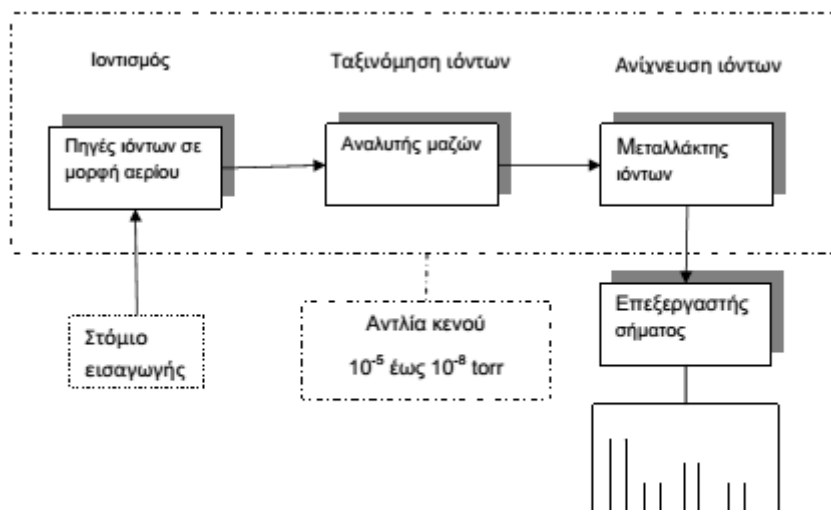 Ιοντισμός
Ταξινόμηση ιόντων
Ανίχνευση ιόντων
Πηγές ιόντων σε
μορφή αερίου
Αναλυτής μαζών
Μεταλλάκτης
ιόντων
Στόμιο
εισαγωγής
Αντλία κενού
10⁻⁵ έως 10⁻⁸ torr
Επεξεργαστής
σήματος